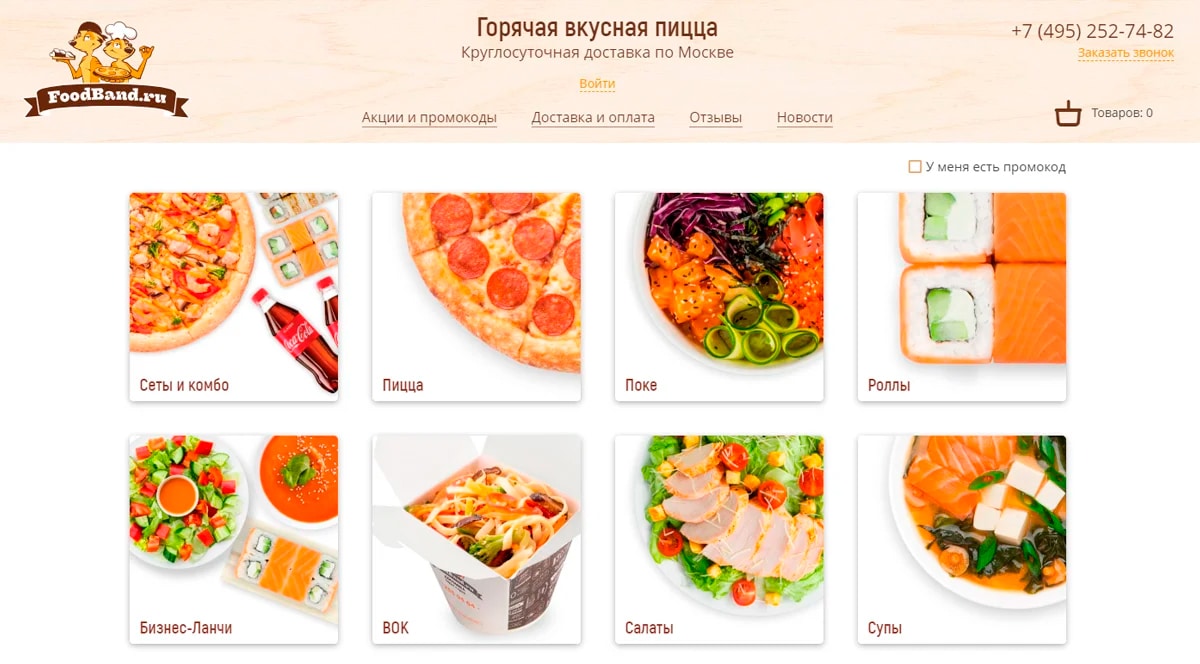 FoodBand.ru
Горячая вкусная пицца
Круглосуточная доставка по Москве
Войти
Акции и промокоды
Доставка и оплата
Отзывы
Новости
+7 (495) 252-74-82
Заказать звонок
Товаров: 0
У меня есть промокод
Coca-Cola
Сеты и комбо
Пицца
Поке
Роллы
Бизнес-Ланчи
ВОК
Салаты
Супы